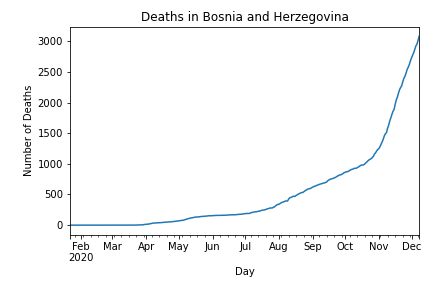 Deaths in Bosnia and Herzegovina
Number of Deaths
3000
2500
2000
1500
1000
500
0
Feb Mar Apr May Jun Jul Aug Sep Oct Nov Dec
2020
Day